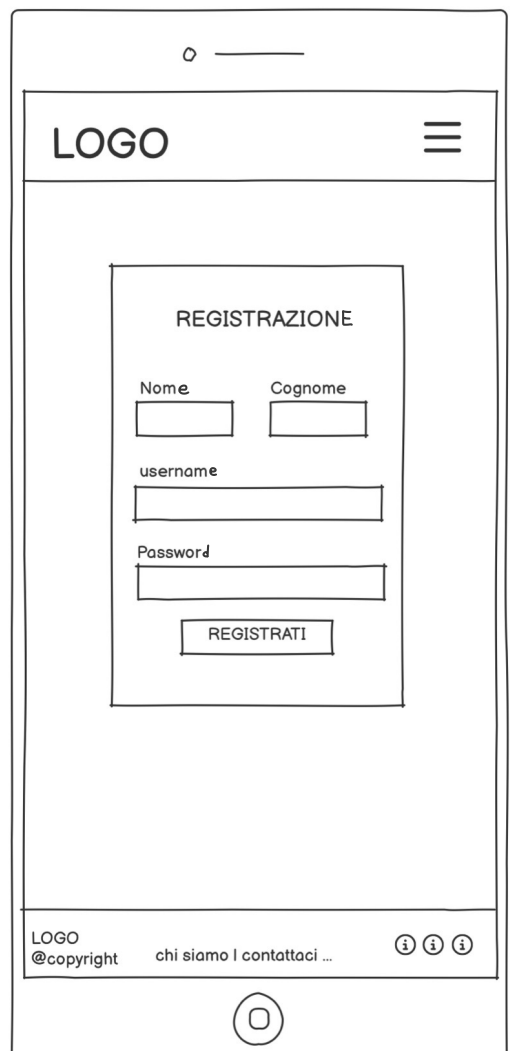 LOGO
REGISTRAZIONE
Nome Cognome
username
Password
REGISTRATI
LOGO
@copyright
chi siamo | contattaci ...
i i i